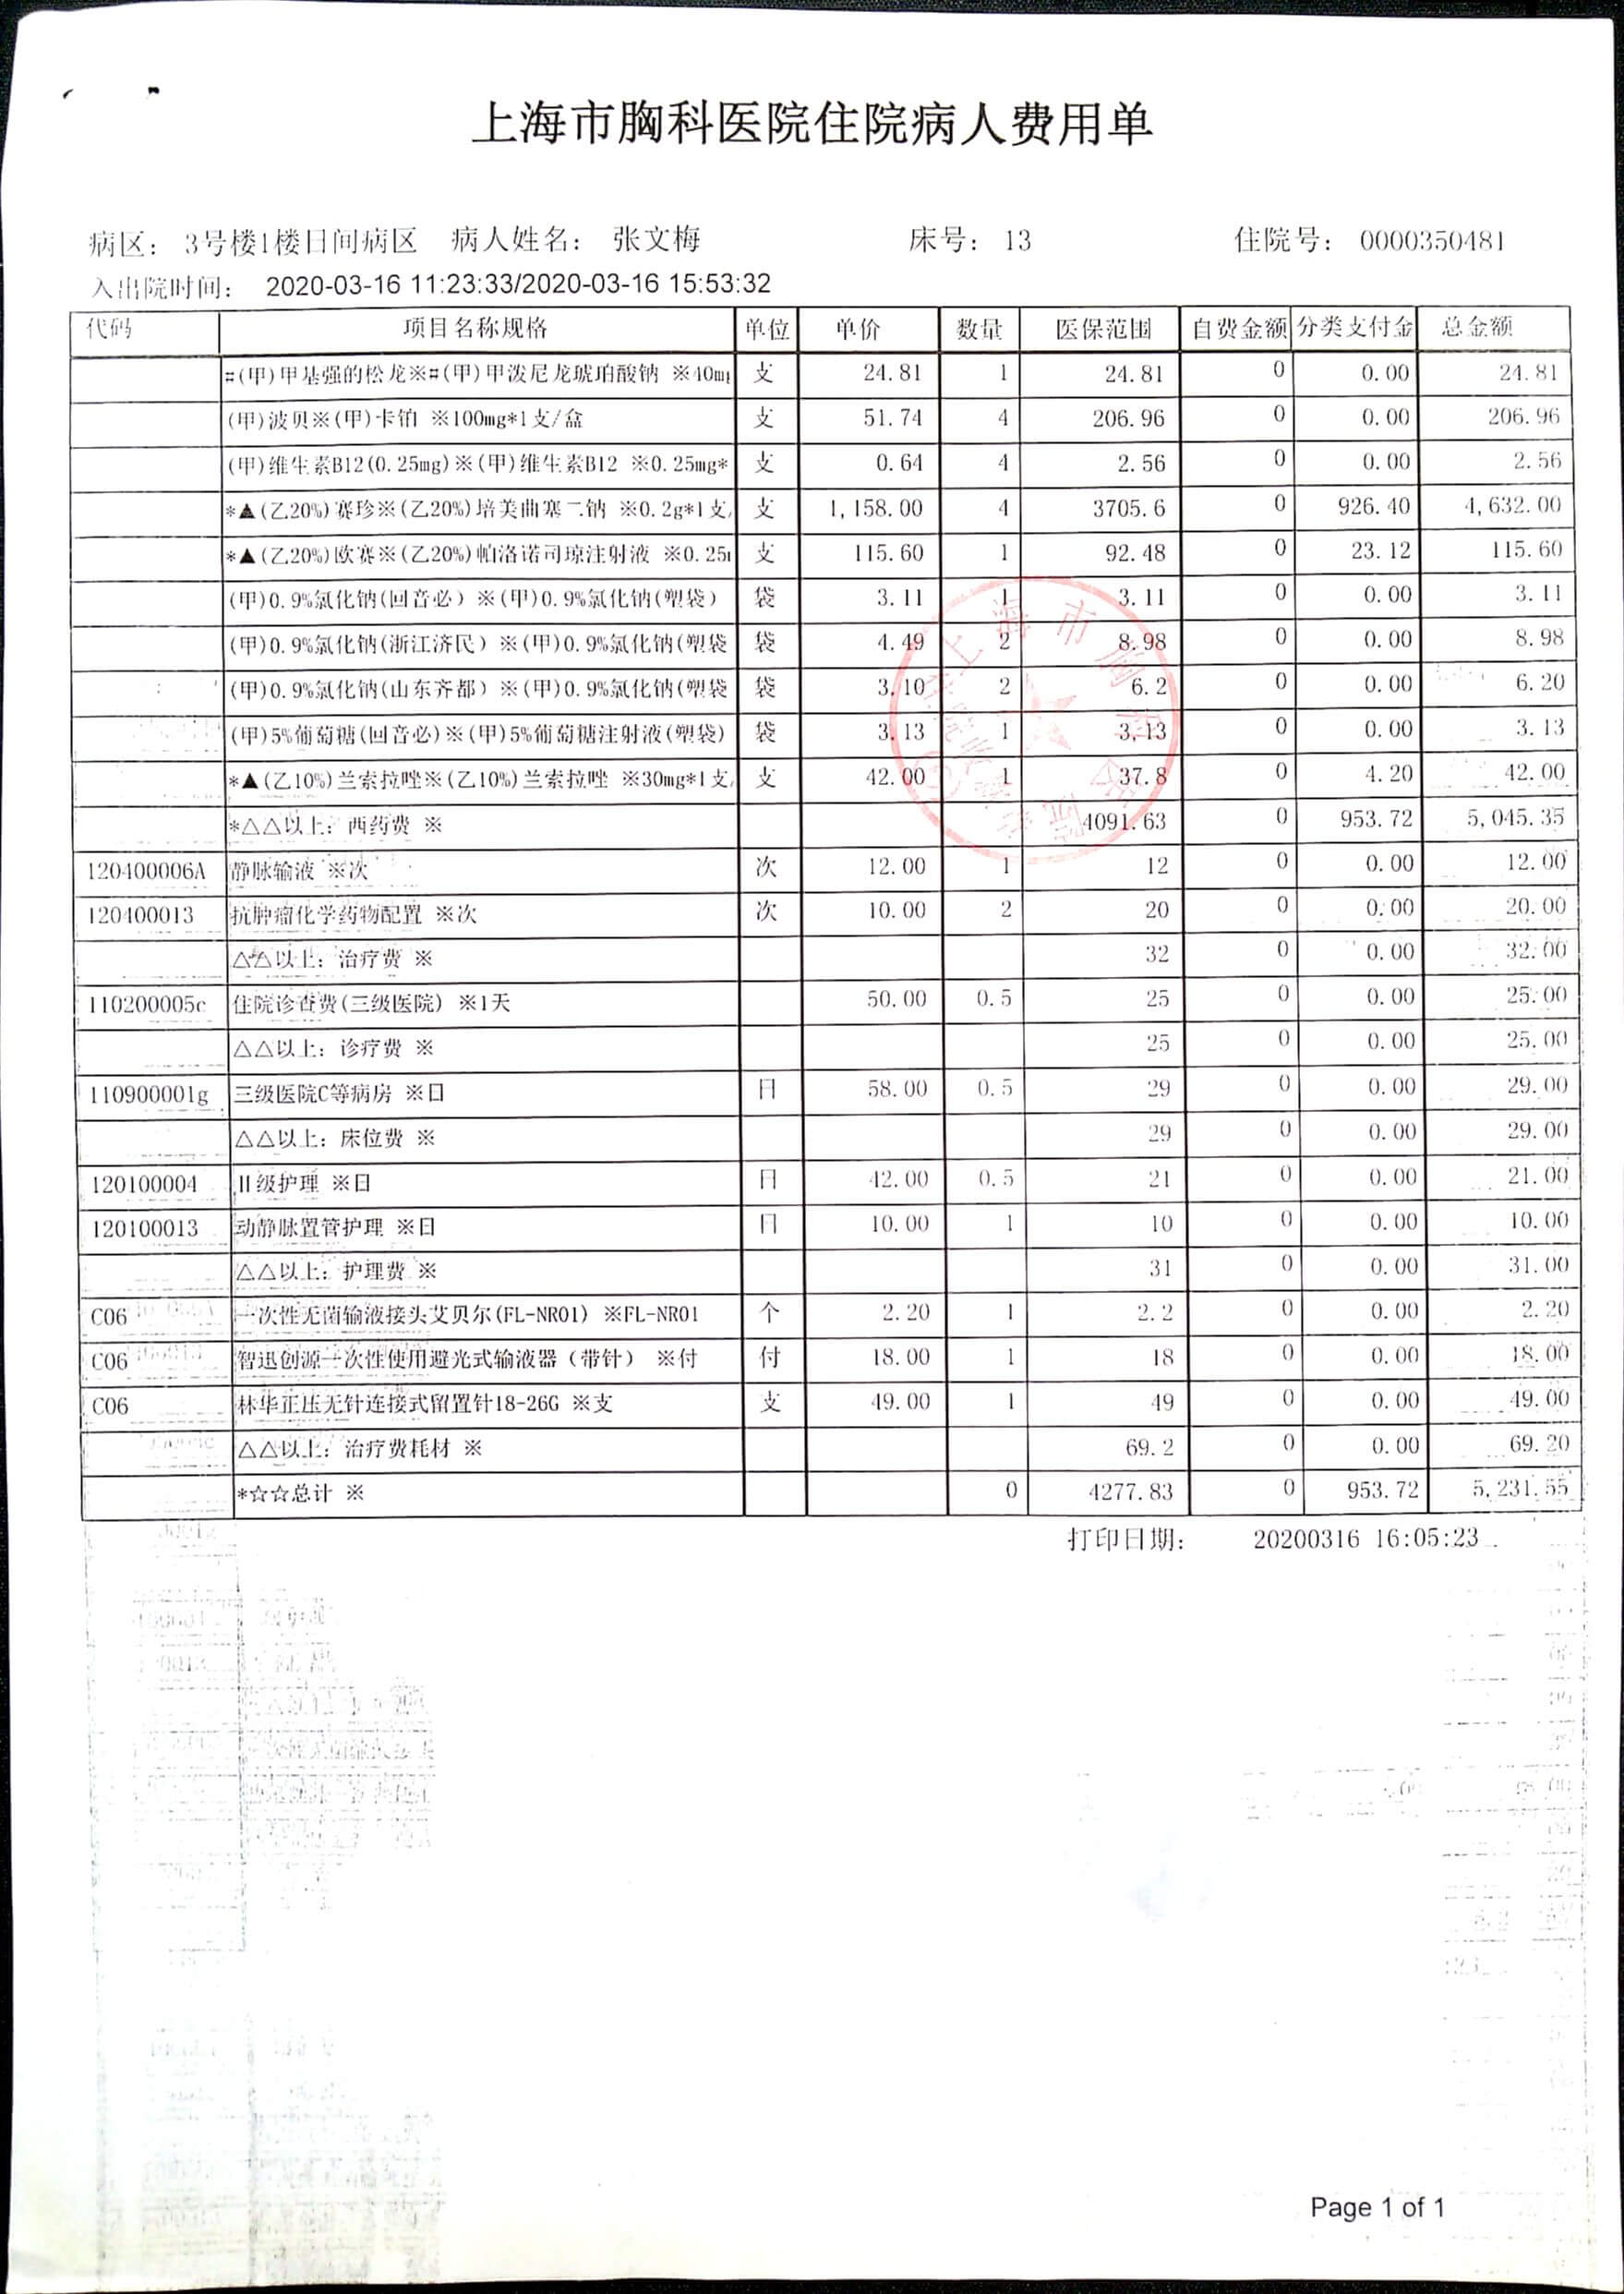 上海市胸科医院住院病人费用单
病区： 3号楼1楼日间病区 病人姓名： 张文梅 床号：13 住院号： 0000350481
入出院时间： 2020-03-16 11:23:33/2020-03-16 15:53:32
代码 项目名称规格 单位 单价 数量 医保范围 自费金额 分类支付金 总金额
#(甲)甲基强的松龙※#(甲)甲泼尼龙琥珀酸钠 ※40m 支 24.81 1 24.81 0 0.00 24.81
(甲)波贝※(甲)卡铂 ※100mg*1支/盒 支 51.74 4 206.96 0 0.00 206.96
(甲)维生素B12(0.25mg)※(甲)维生素B12 ※0.25mg* 支 0.64 4 2.56 0 0.00 2.56
*▲(乙20%)赛珍※(乙20%)培美曲塞二钠 ※0.2g*1支 支 1,158.00 4 3705.6 0 926.40 4,632.00
*▲(乙20%)欧赛※(乙20%)帕洛诺司琼注射液 ※0.25 支 115.60 1 92.48 0 23.12 115.60
(甲)0.9%氯化钠(回音必）※(甲)0.9%氯化钠(塑袋） 袋 3.11 1 3.11 0 0.00 3.11
(甲)0.9%氯化钠(浙江济民）※(甲)0.9%氯化钠(塑袋 袋 4.49 2 8.98 0 0.00 8.98
(甲)0.9%氯化钠(山东齐都）※(甲)0.9%氯化钠(塑袋 袋 3.10 2 6.2 0 0.00 6.20
(甲)5%葡萄糖(回音必)※(甲)5%葡萄糖注射液(塑袋) 袋 3.13 1 3.13 0 0.00 3.13
*▲(乙10%)兰索拉唑※(乙10%)兰索拉唑 ※30mg*1支 支 42.00 1 37.8 0 4.20 42.00
*△△以上：西药费 ※ 4091.63 0 953.72 5,045.35
120400006A 静脉输液 ※次 次 12.00 1 12 0 0.00 12.00
120400013 抗肿瘤化学药物配置 ※次 次 10.00 2 20 0 0.00 20.00
△△以上：治疗费 ※ 32 0 0.00 32.00
110200005c 住院诊查费(三级医院) ※1天 50.00 0.5 25 0 0.00 25.00
△△以上：诊疗费 ※ 25 0 0.00 25.00
110900001g 三级医院C等病房 ※日 日 58.00 0.5 29 0 0.00 29.00
△△以上：床位费 ※ 29 0 0.00 29.00
120100004 Ⅱ级护理 ※日 日 42.00 0.5 21 0 0.00 21.00
120100013 动静脉置管护理 ※日 日 10.00 1 10 0 0.00 10.00
△△以上：护理费 ※ 31 0 0.00 31.00
C06 一次性无菌输液接头艾贝尔(FL-NR01) ※FL-NR01 个 2.20 1 2.2 0 0.00 2.20
C06 智迅创源一次性使用避光式输液器（带针） ※付 付 18.00 1 18 0 0.00 18.00
C06 林华正压无针连接式留置针18-26G ※支 支 49.00 1 49 0 0.00 49.00
△△以上：治疗费耗材 ※ 69.2 0 0.00 69.20
*☆☆总计 ※ 0 4277.83 0 953.72 5,231.55
打印日期： 20200316 16:05:23
Page 1 of 1